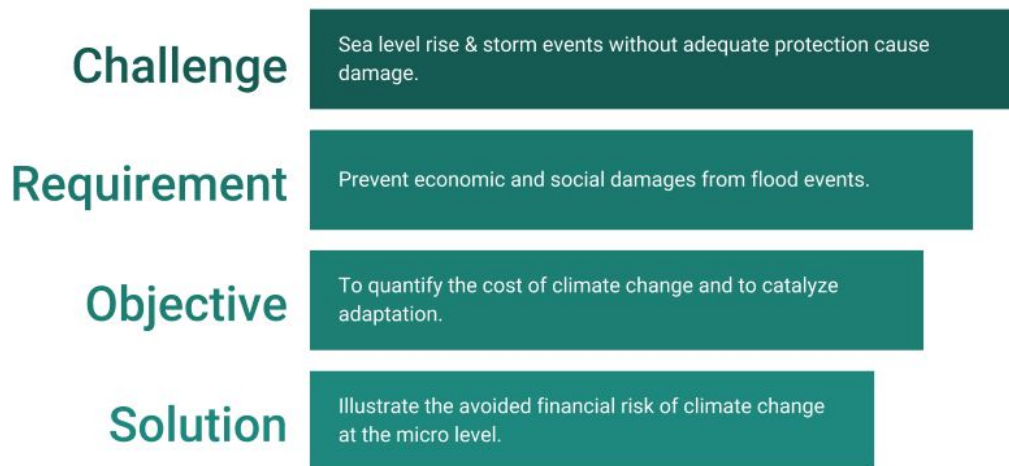 Challenge
Sea level rise & storm events without adequate protection cause
damage.
Requirement
Prevent economic and social damages from flood events.
Objective
To quantify the cost of climate change and to catalyze
adaptation.
Solution
Illustrate the avoided financial risk of climate change
at the micro level.